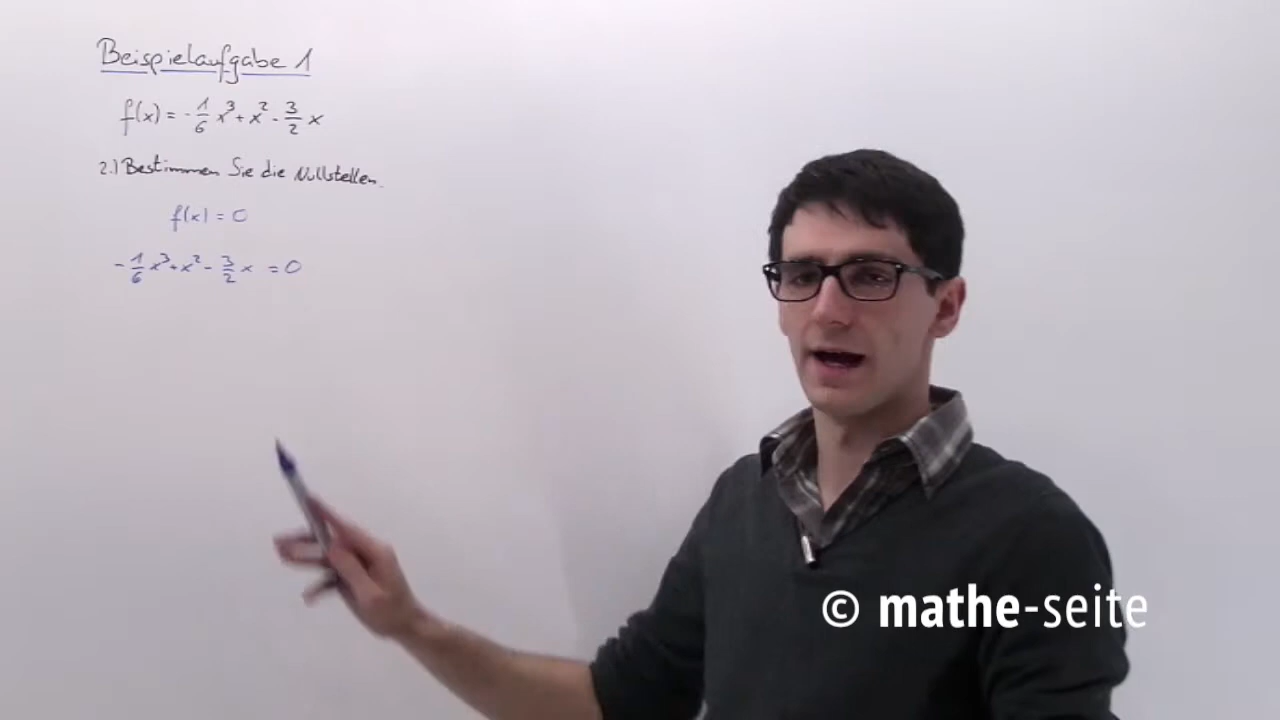 Beispielaufgabe 1
f(x) = -1/6 x³ + x² - 3/2 x
2.) Bestimmen Sie die Nullstellen.
f(x) = 0
-1/6 x³ + x² - 3/2 x = 0
© mathe-seite